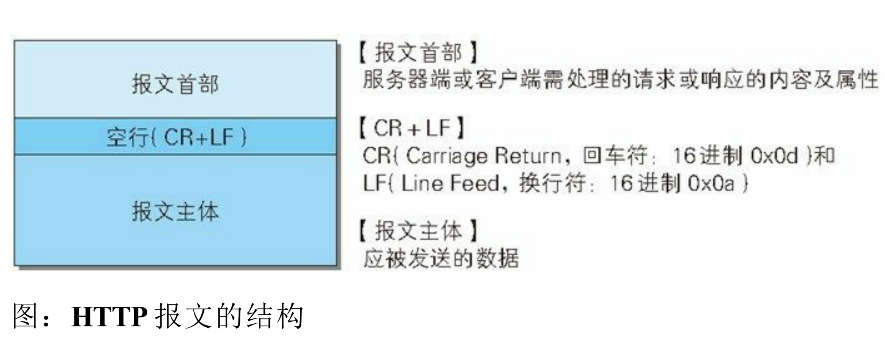 报文首部
空行( CR+LF )
报文主体
【 报文首部 】
服务器端或客户端需处理的请求或响应的内容及属性
【 CR + LF 】
CR( Carriage Return，回车符：16 进制 0x0d )和
LF( Line Feed，换行符：16 进制 0x0a )
【 报文主体 】
应被发送的数据
图：HTTP 报文的结构